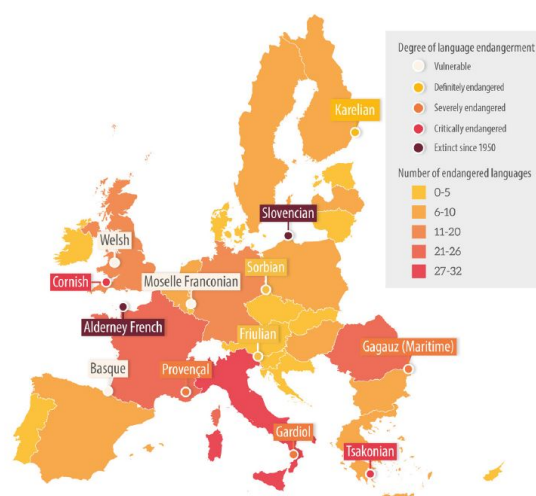 Degree of language endangerment
Vulnerable
Definitely endangered
Severely endangered
Critically endangered
Extinct since 1950
Number of endangered languages
0-5
6-10
11-20
21-26
27-32
Karelian
Slovencian
Welsh
Cornish
Moselle Franconian
Sorbian
Alderney French
Friulian
Gagauz (Maritime)
Basque
Provençal
Gardiol
Tsakonian